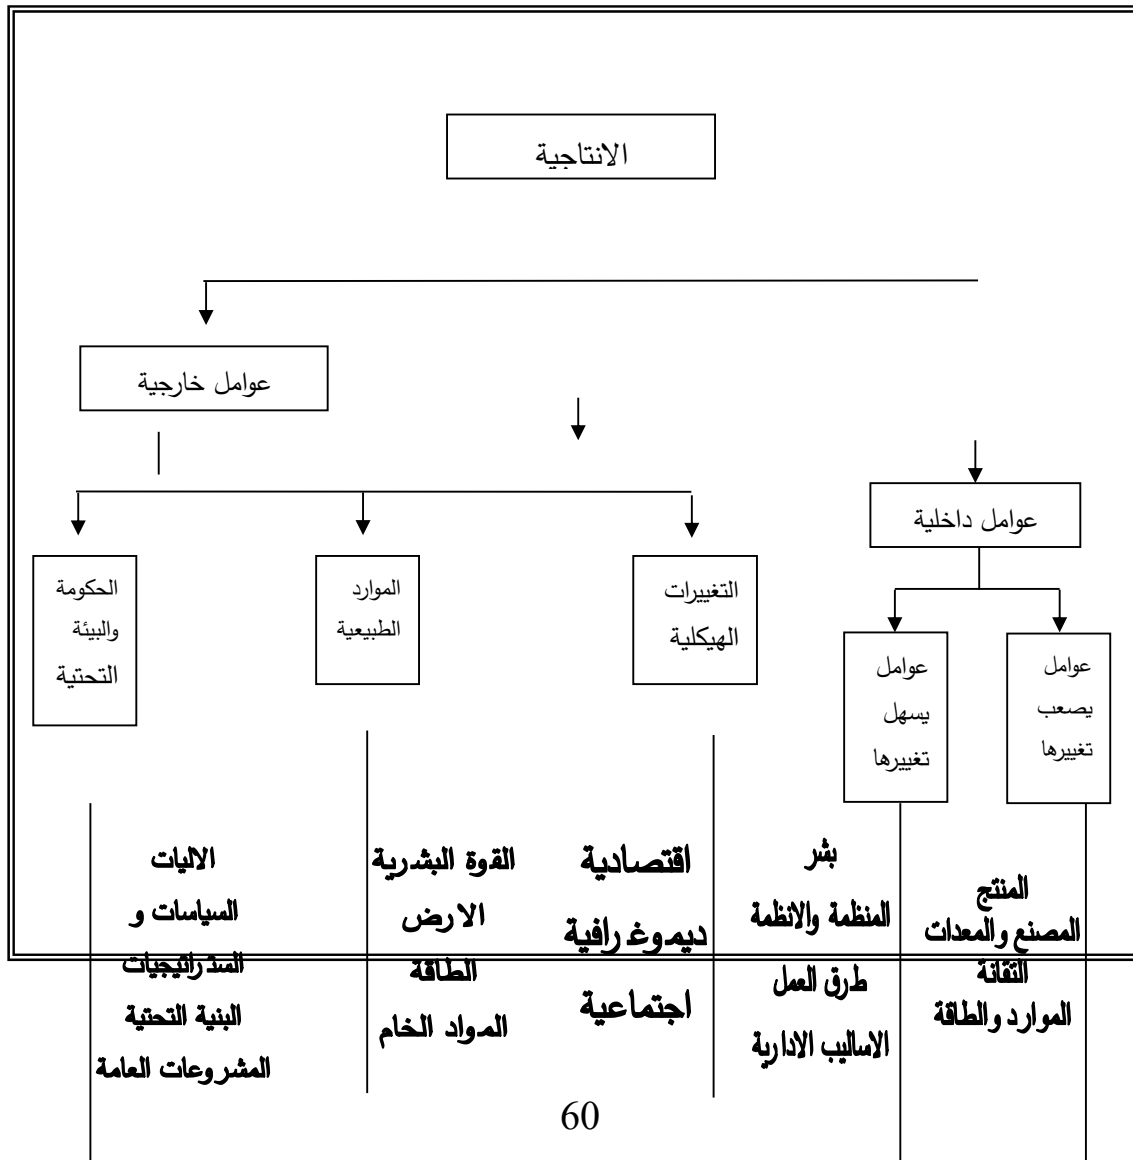 الانتاجية
عوامل خارجية
عوامل داخلية
عوامل
يصعب
تغييرها
عوامل
يسهل
تغييرها
التغييرات
الهيكلية
الموارد
الطبيعية
الحكومة
والبيئة
التحتية
المنتج
المصنع والمعدات
التقانة
الموارد والطاقة
بشر
المنظمة والانظمة
طرق العمل
الاساليب الادارية
اقتصادية
ديموغرافية
اجتماعية
القوة البشرية
الارض
الطاقة
المواد الخام
الاليات
السياسات و
الستراتيجيات
البنية التحتية
المشروعات العامة
60